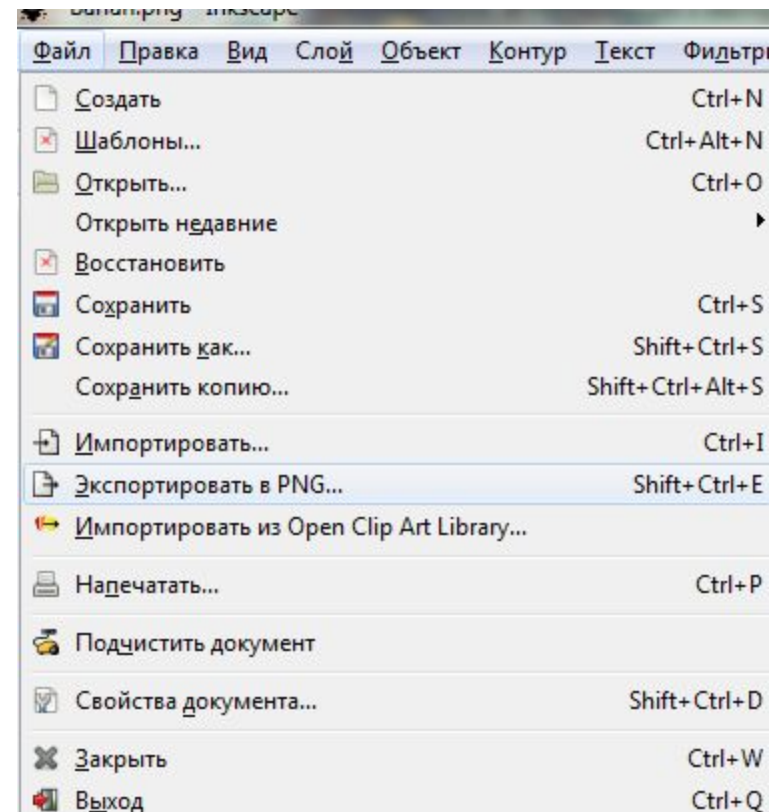 Файл Правка Вид Слой Объект Контур Текст Фильтр
Создать Ctrl+N
Шаблоны... Ctrl+Alt+N
Открыть... Ctrl+O
Открыть недавние
Восстановить
Сохранить Ctrl+S
Сохранить как... Shift+Ctrl+S
Сохранить копию... Shift+Ctrl+Alt+S
Импортировать... Ctrl+I
Экспортировать в PNG... Shift+Ctrl+E
Импортировать из Open Clip Art Library...
Напечатать... Ctrl+P
Подчистить документ
Свойства документа... Shift+Ctrl+D
Закрыть Ctrl+W
Выход Ctrl+Q